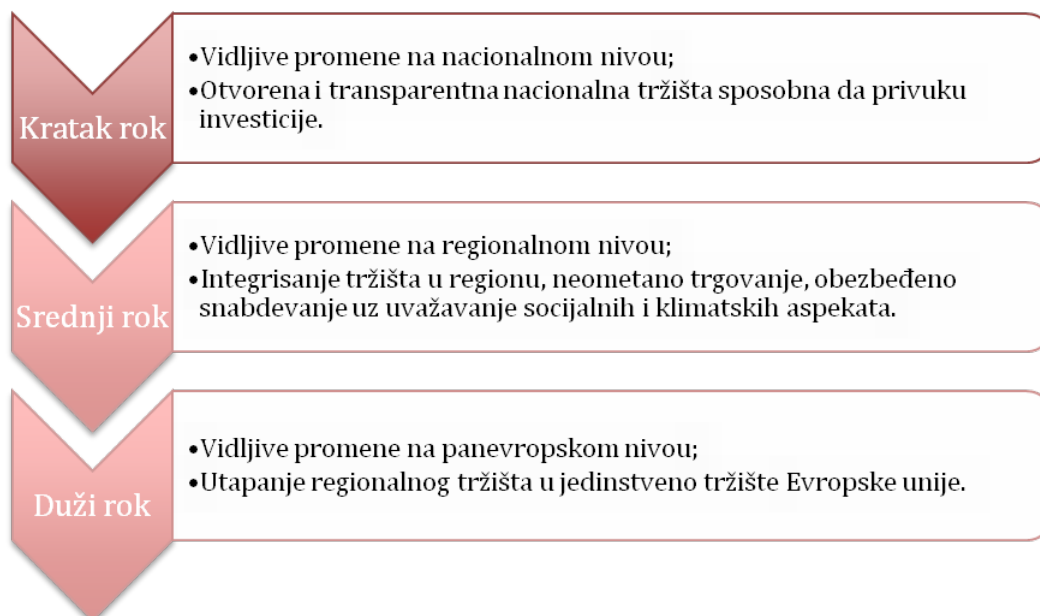 Kratak rok
•Vidljive promene na nacionalnom nivou;
•Otvorena i transparentna nacionalna tržišta sposobna da privuku
investicije.
Srednji rok
•Vidljive promene na regionalnom nivou;
•Integrisanje tržišta u regionu, neometano trgovanje, obezbeđeno
snabdevanje uz uvažavanje socijalnih i klimatskih aspekata.
Duži rok
•Vidljive promene na panevropskom nivou;
•Utapanje regionalnog tržišta u jedinstveno tržište Evropske unije.